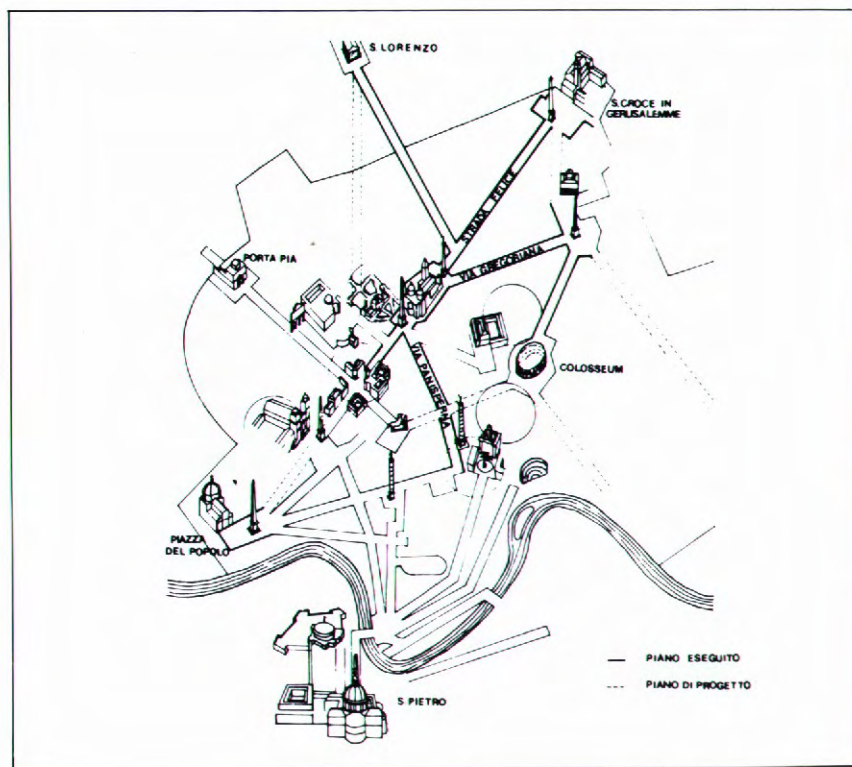 S. LORENZO
S. CROCE IN
GERUSALEMME
STRADA FELICE
PORTA PIA
VIA GREGORIANA
VIA PANISPERNA
COLOSSEUM
PIAZZA
DEL POPOLO
PIANO ESEGUITO
PIANO DI PROGETTO
S. PIETRO